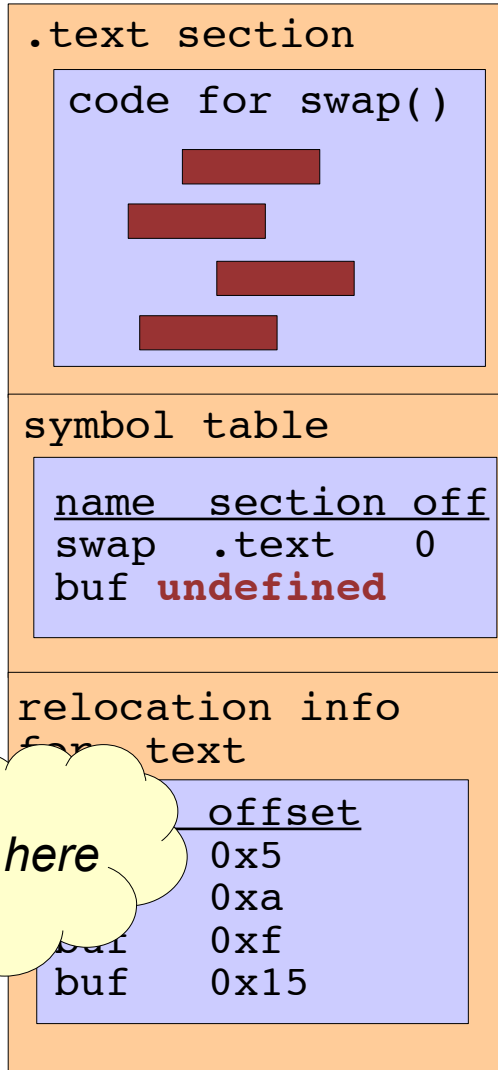 .text section
code for swap()
symbol table
name section off
swap .text 0
buf undefined
relocation info
text
offset
here 0x5
0xa
buf 0xf
buf 0x15